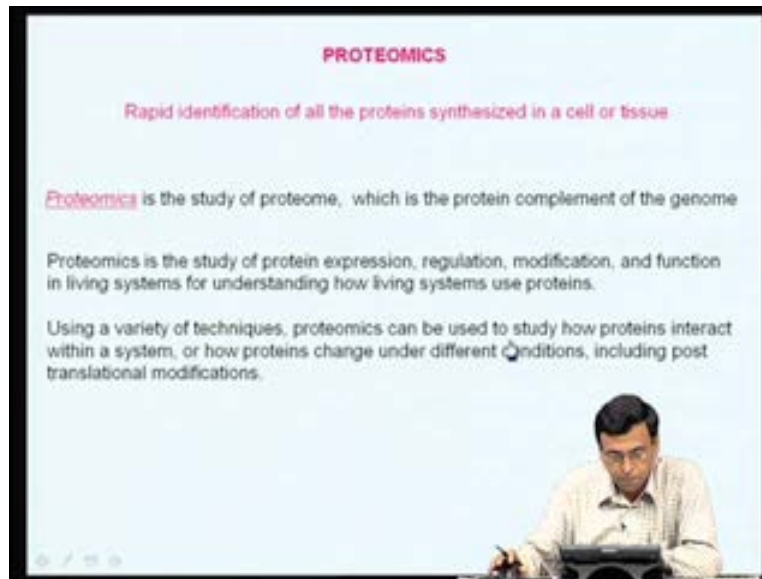 PROTEOMICS
Rapid identification of all the proteins synthesized in a cell or tissue
Proteomics is the study of proteome, which is the protein complement of the genome
Proteomics is the study of protein expression, regulation, modification, and function
in living systems for understanding how living systems use proteins.
Using a variety of techniques, proteomics can be used to study how proteins interact
within a system, or how proteins change under different conditions, including post
translational modifications.